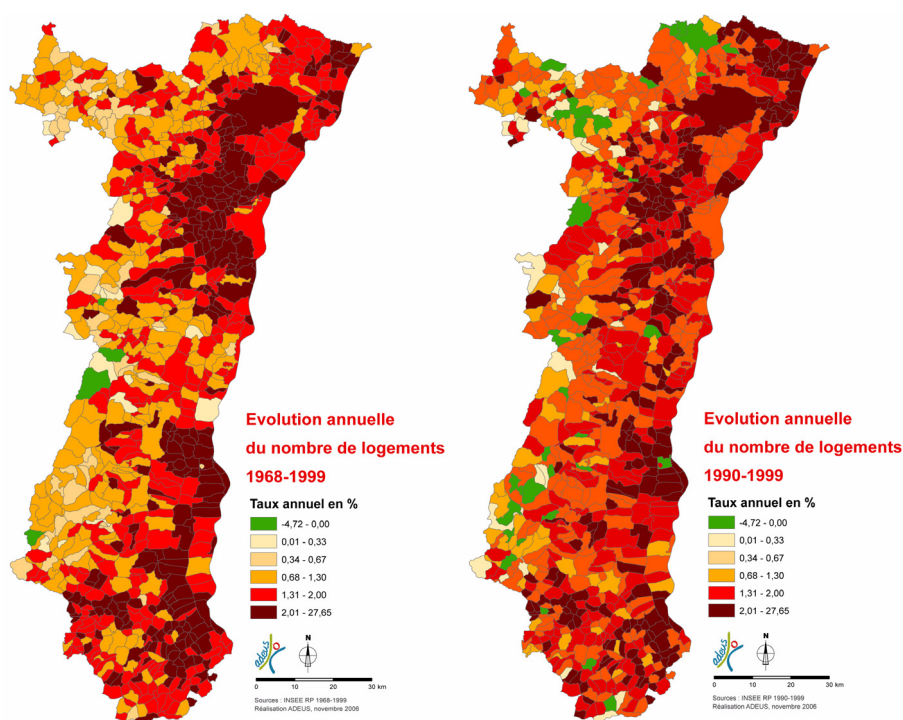 Evolution annuelle
du nombre de logements
1968-1999
Taux annuel en %
-4,72 - 0,00
0,01 - 0,33
0,34 - 0,67
0,68 - 1,30
1,31 - 2,00
2,01 - 27,65
adeus
N
0 10 20 30 km
Sources : INSEE RP 1968-1999
Réalisation ADEUS, novembre 2006
Evolution annuelle
du nombre de logements
1990-1999
Taux annuel en %
-4,72 - 0,00
0,01 - 0,33
0,34 - 0,67
0,68 - 1,30
1,31 - 2,00
2,01 - 27,65
adeus
N
0 10 20 30 km
Sources : INSEE RP 1990-1999
Réalisation ADEUS, novembre 2006